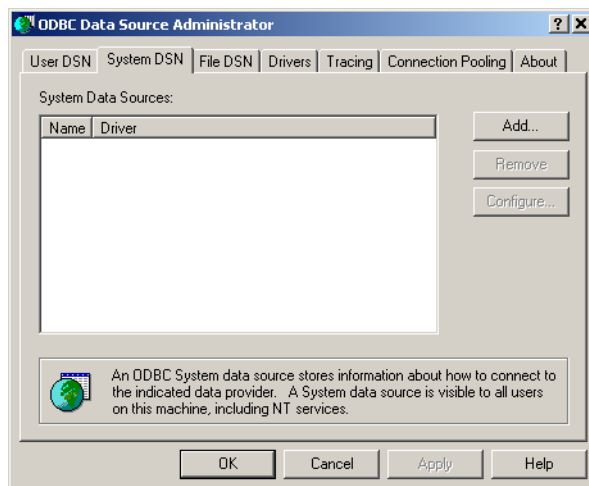 ODBC Data Source Administrator
User DSN System DSN File DSN Drivers Tracing Connection Pooling About
System Data Sources:
Name Driver
Add...
Remove
Configure...
An ODBC System data source stores information about how to connect to
the indicated data provider. A System data source is visible to all users
on this machine, including NT services.
OK Cancel Apply Help